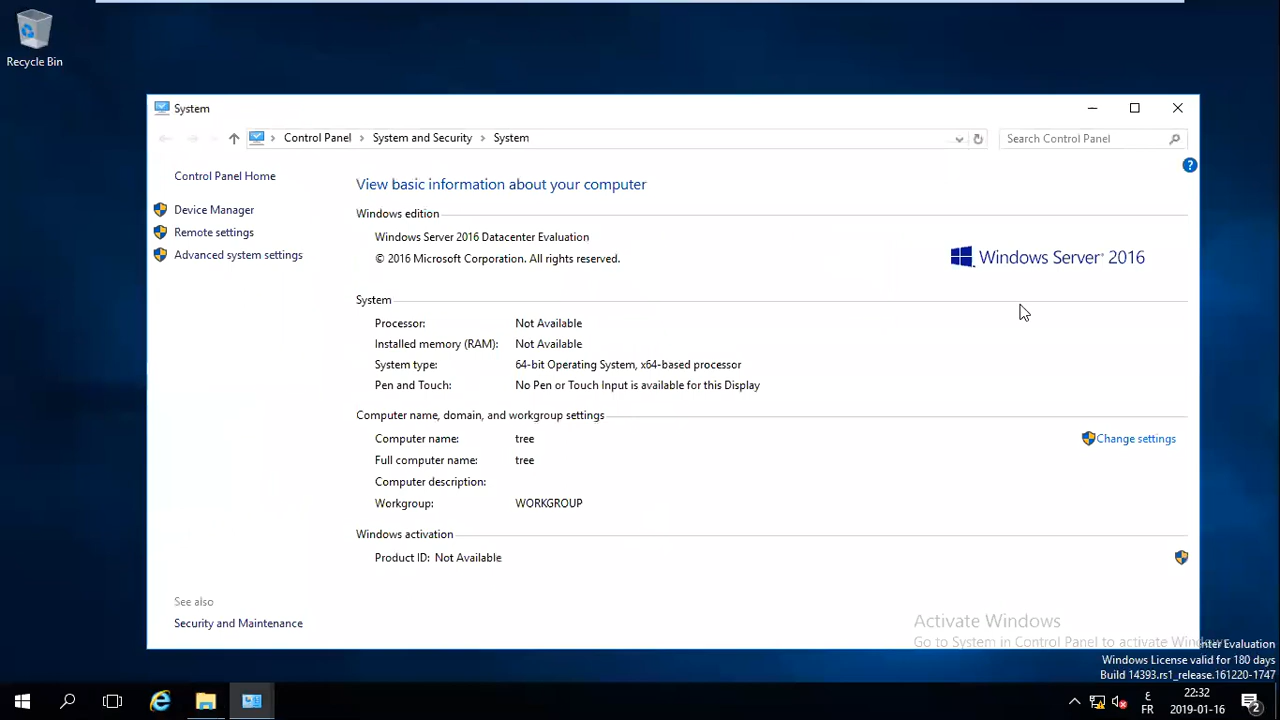 Recycle Bin
System
Control Panel
System and Security
System
Search Control Panel
Control Panel Home
Device Manager
Remote settings
Advanced system settings
See also
Security and Maintenance
View basic information about your computer
Windows edition
Windows Server 2016 Datacenter Evaluation
© 2016 Microsoft Corporation. All rights reserved.
Windows Server® 2016
System
Processor: Not Available
Installed memory (RAM): Not Available
System type: 64-bit Operating System, x64-based processor
Pen and Touch: No Pen or Touch Input is available for this Display
Computer name, domain, and workgroup settings
Computer name: tree
Change settings
Full computer name: tree
Computer description:
Workgroup: WORKGROUP
Windows activation
Product ID: Not Available
Activate Windows
Go to System in Control Panel to activate
Evaluation
Windows License valid for 180 days
Build 14393.rs1_release.161220-1747
ع
FR
22:32
2019-01-16
2